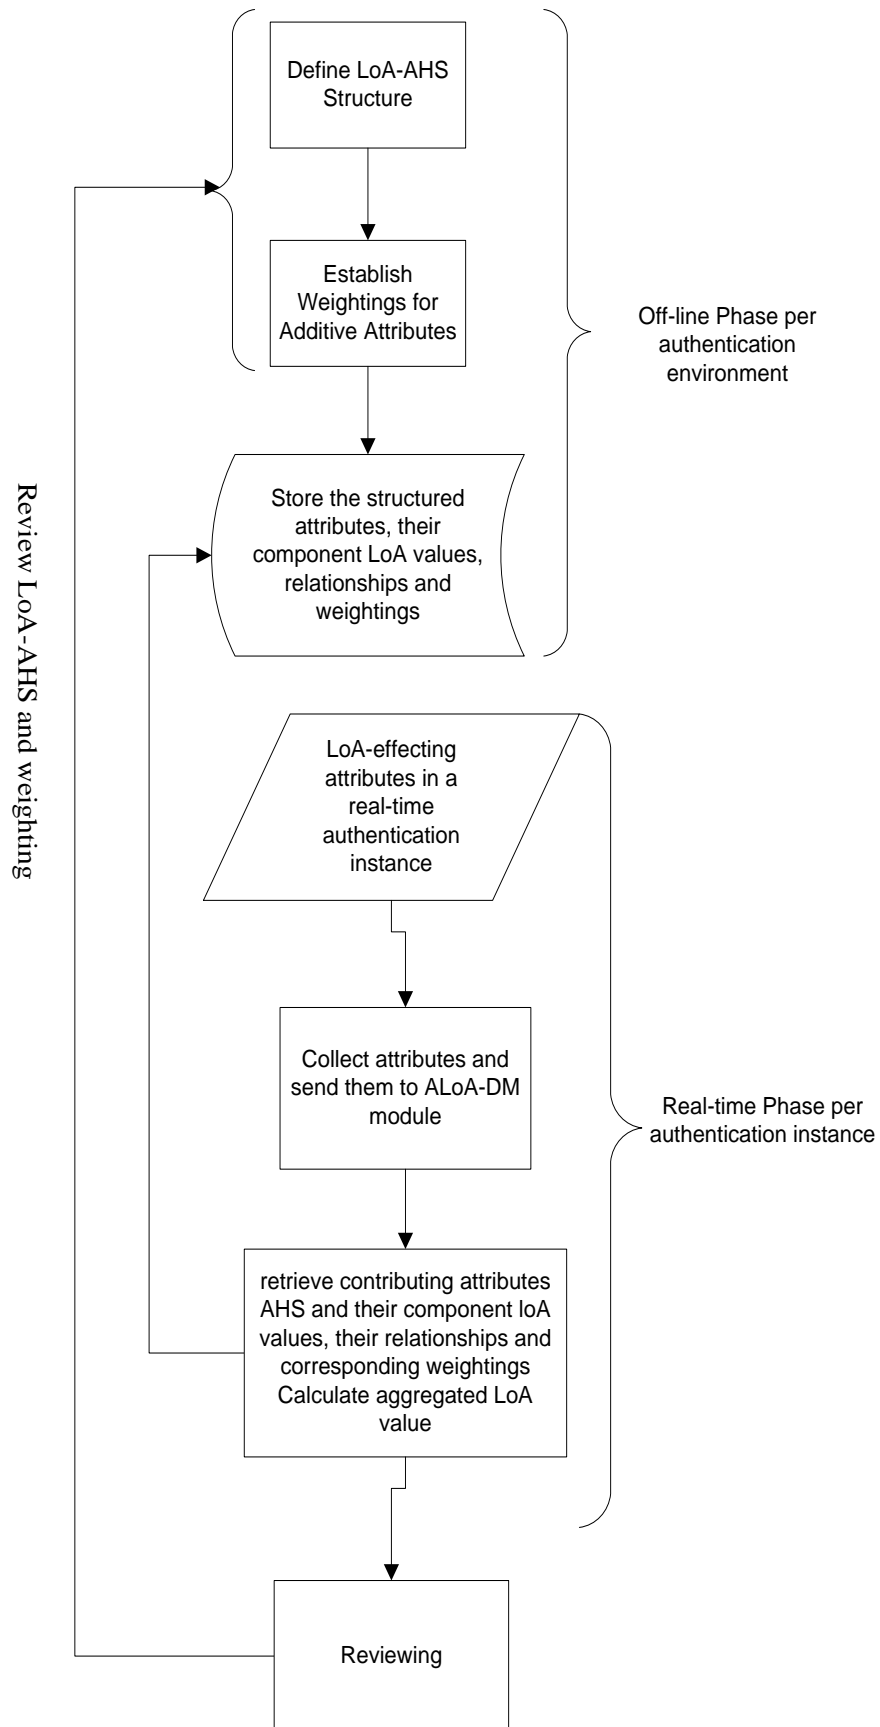 Define LoA-AHS
Structure
Establish
Weightings for
Additive Attributes
Off-line Phase per
authentication
environment
Store the structured
attributes, their
component LoA values,
relationships and
weightings
Review LoA-AHS and weighting
LoA-effecting
attributes in a
real-time
authentication
instance
Collect attributes and
send them to ALoA-DM
module
Real-time Phase per
authentication instance
retrieve contributing attributes
AHS and their component loA
values, their relationships and
corresponding weightings
Calculate aggregated LoA
value
Reviewing